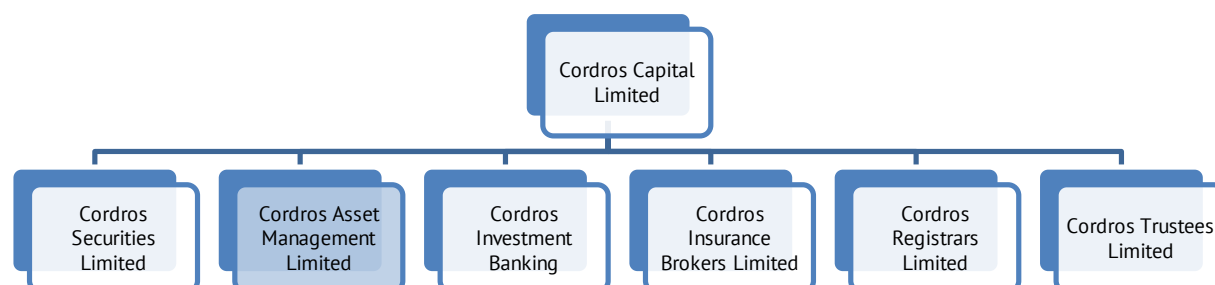 Cordros Capital
Limited
Cordros
Securities
Limited
Cordros Asset
Management
Limited
Cordros
Investment
Banking
Cordros
Insurance
Brokers Limited
Cordros
Registrars
Limited
Cordros Trustees
Limited